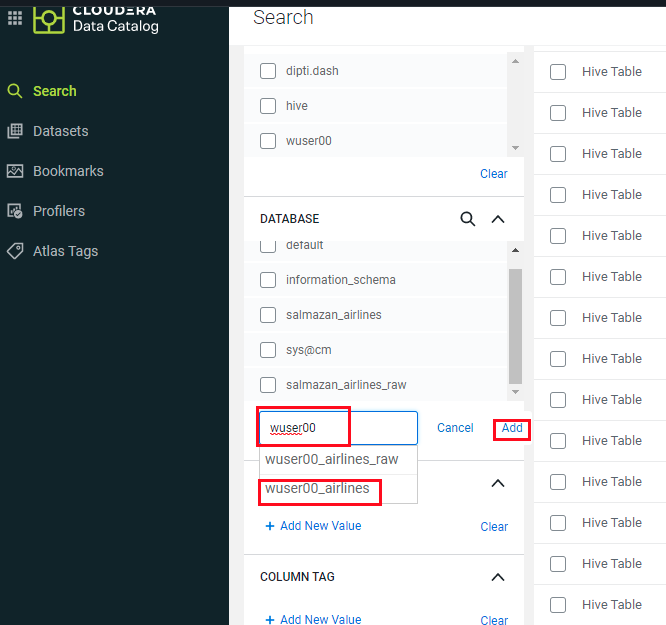 CLOUDERA
Data Catalog
Search
Datasets
Bookmarks
Profilers
Atlas Tags
Search
dipti.dash
hive
wuser00
Clear
DATABASE
default
information_schema
salmazan_airlines
sys@cm
salmazan_airlines_raw
wuser00
Cancel
Add
wuser00_airlines_raw
wuser00_airlines
+ Add New Value
Clear
COLUMN TAG
+ Add New Value
Clear
Hive Table
Hive Table
Hive Table
Hive Table
Hive Table
Hive Table
Hive Table
Hive Table
Hive Table
Hive Table
Hive Table
Hive Table
Hive Table
Hive Table